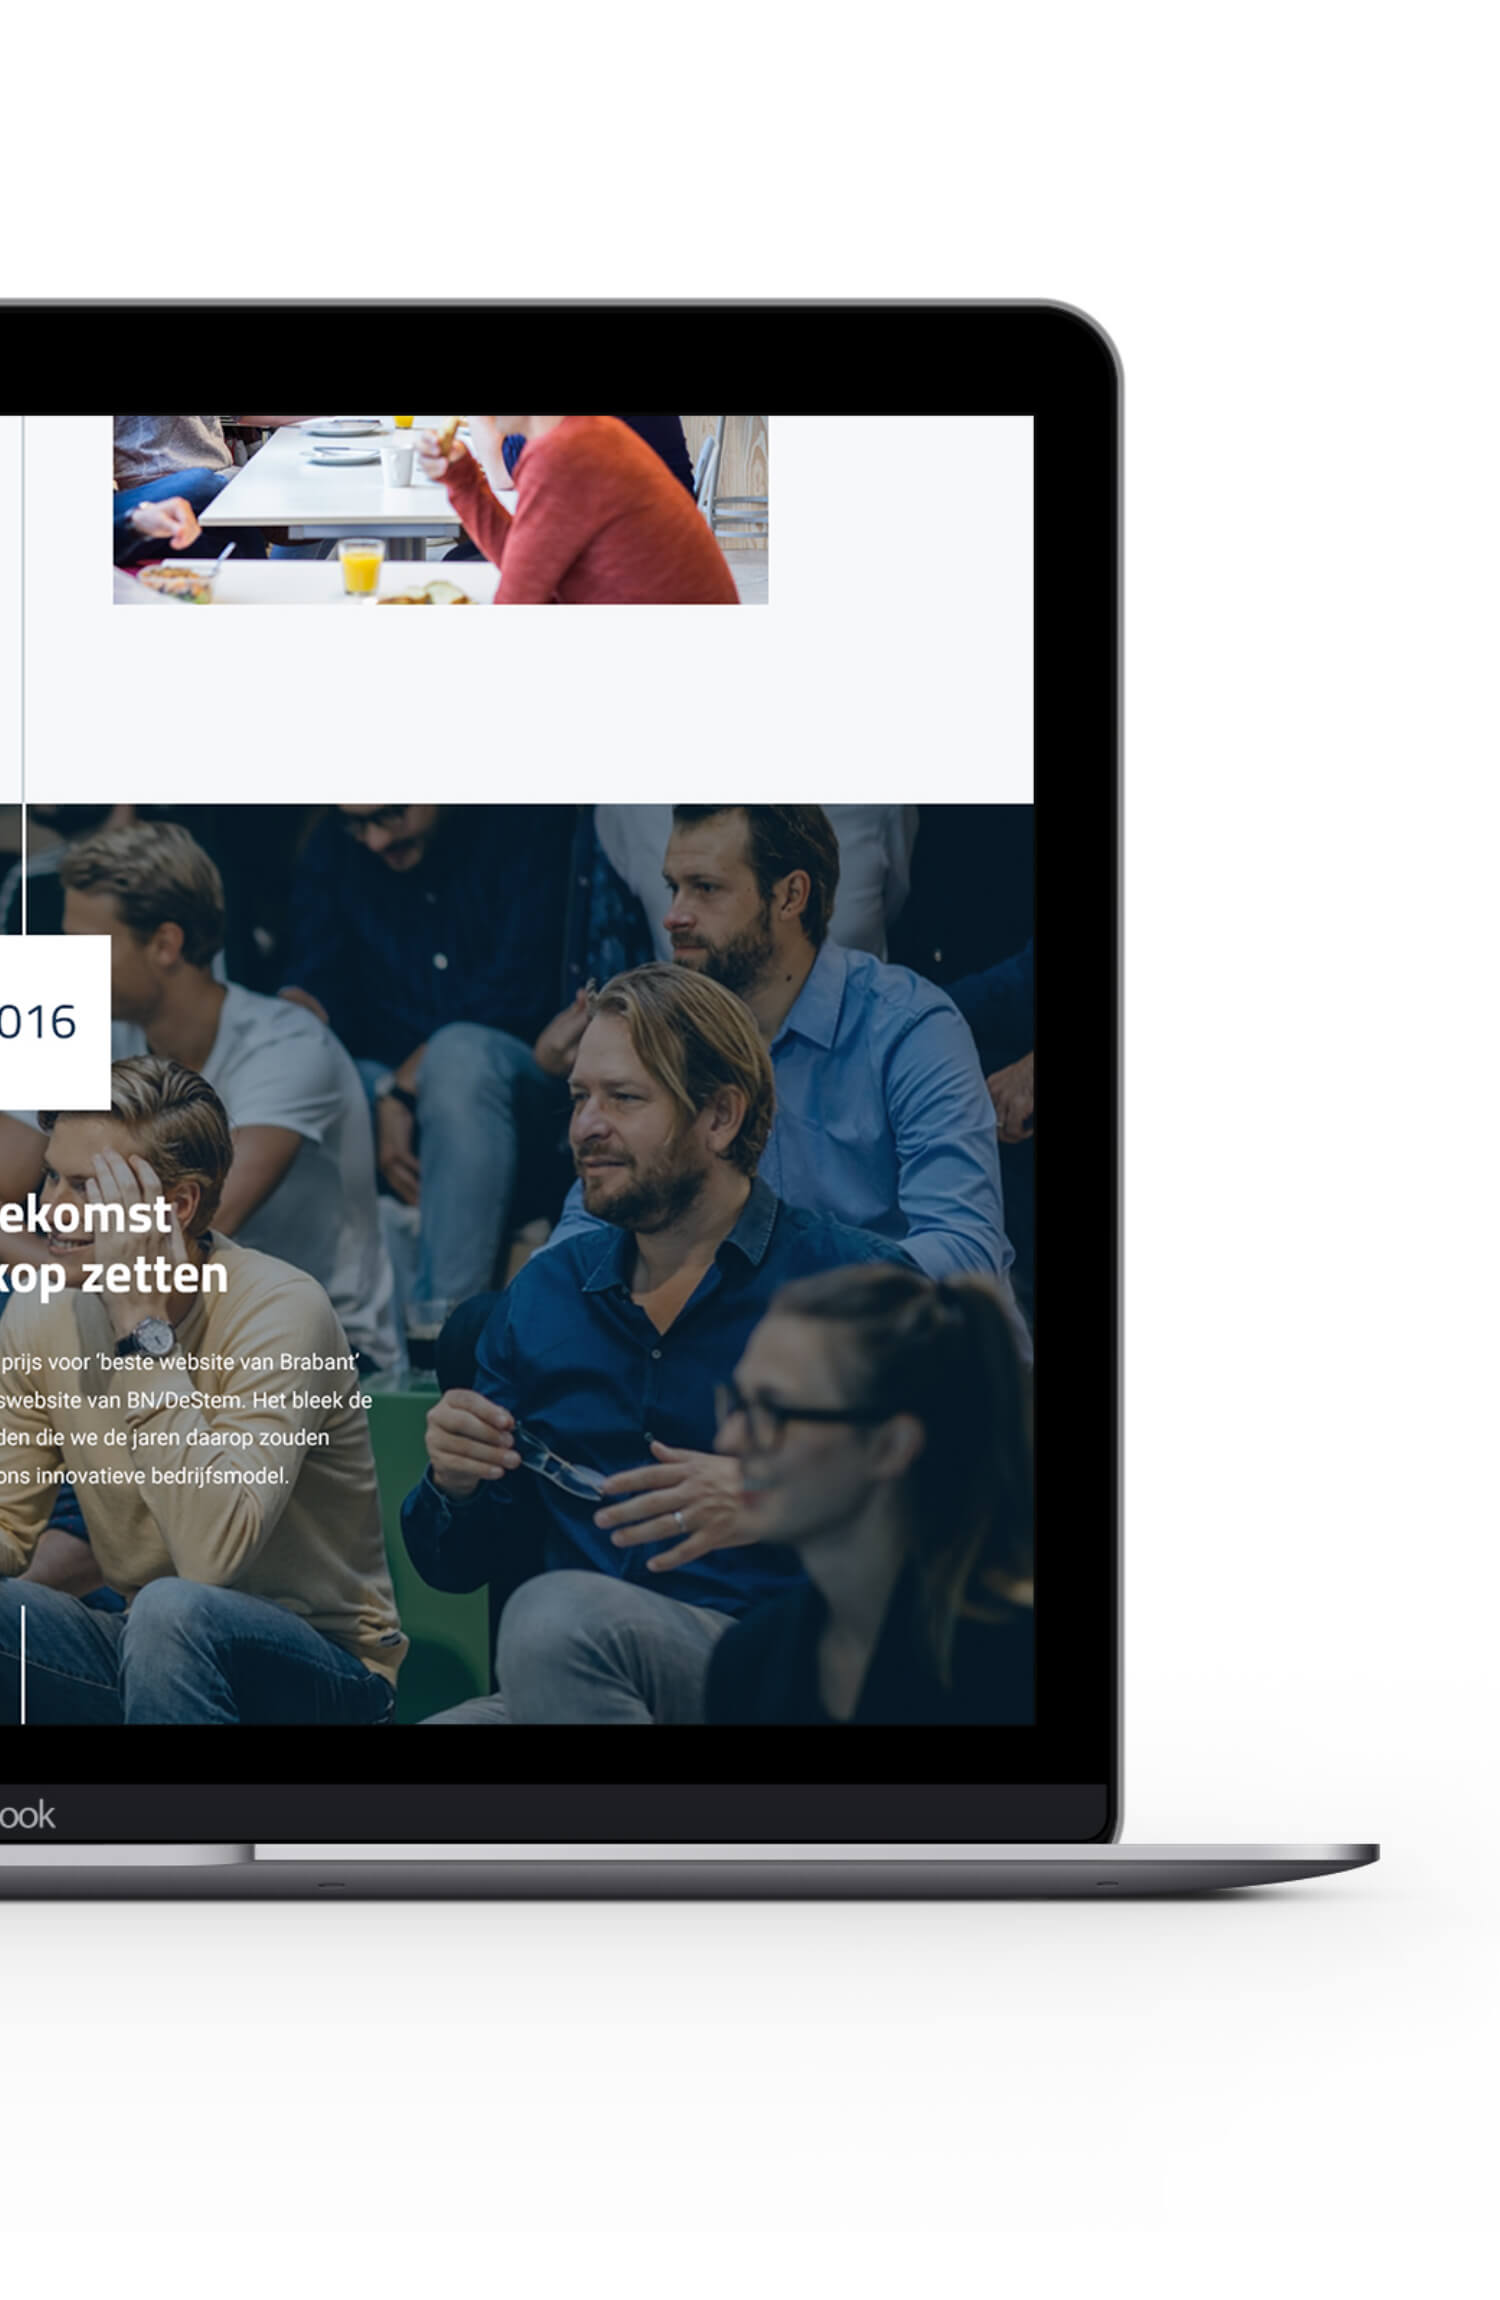 016
ekomst
kop zetten
prijs voor ‘beste website van Brabant’
swebsite van BN/DeStem. Het bleek de
den die we de jaren daarop zouden
ons innovatieve bedrijfsmodel.
ook